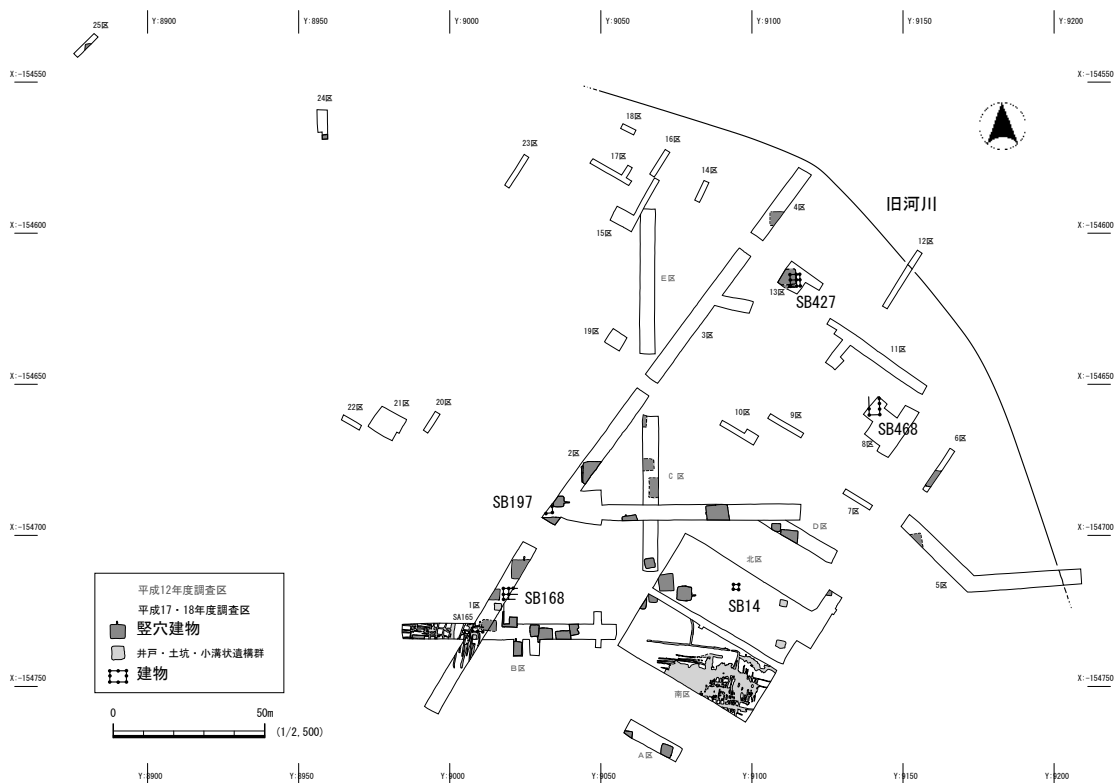 25区
Y:8900
Y:8950
Y:9000
Y:9050
Y:9100
Y:9150
Y:9200
X:-154550
X:-154550
24区
18区
16区
23区
17区
14区
旧河川
4区
X:-154600
15区
X:-154600
12区
E区
13区
SB427
19区
3区
11区
X:-154650
X:-154650
22区
21区
20区
10区
9区
SB468
8区
6区
2区
C区
SB197
7区
X:-154700
D区
X:-154700
北区
5区
平成12年度調査区
平成17・18年度調査区
竪穴建物
井戸・土坑・小溝状遺構群
建物
1区
SB168
SB14
SA165
B区
X:-154750
南区
X:-154750
0
50m
(1/2,500)
A区
Y:8900
Y:8950
Y:9000
Y:9050
Y:9100
Y:9150
Y:9200